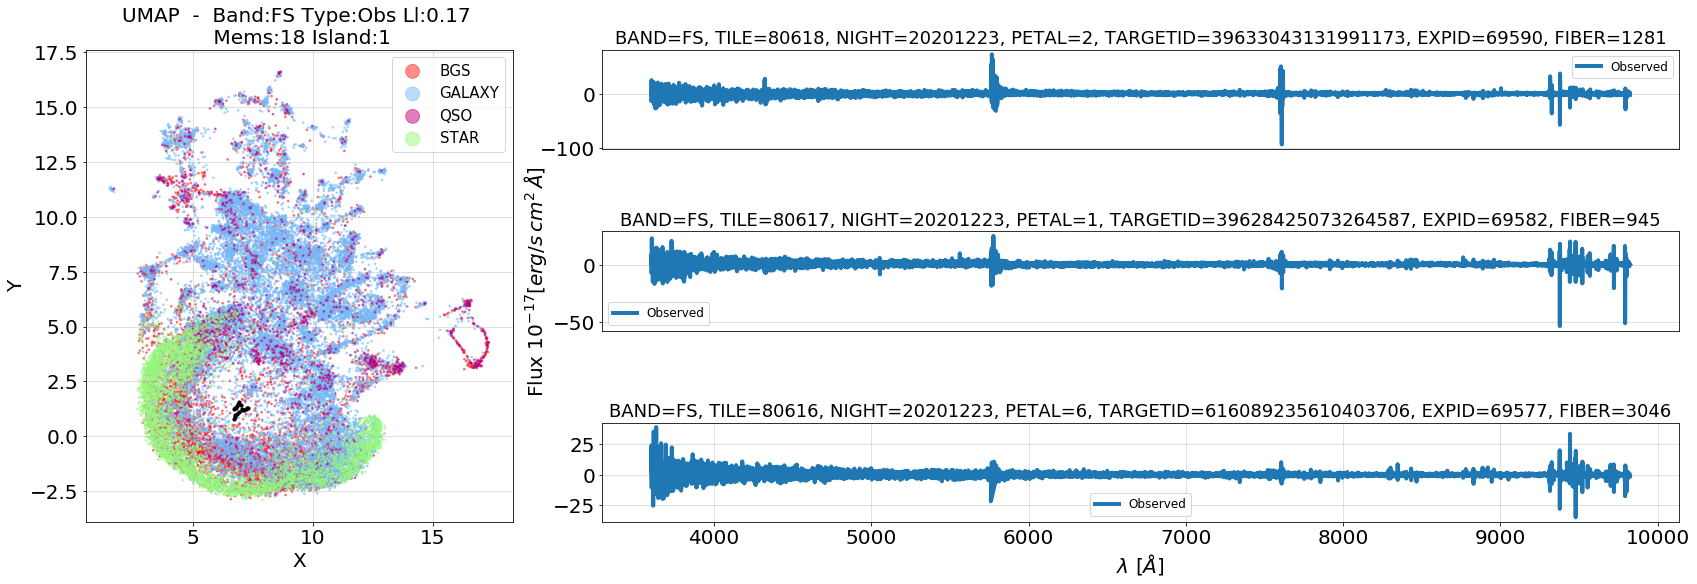 UMAP  -  Band:FS Type:Obs Ll:0.17
Mems:18 Island:1
17.5
15.0
12.5
10.0
7.5
5.0
2.5
0.0
−2.5
Y
5
10
15
X
BGS
GALAXY
QSO
STAR
Flux 10⁻¹⁷[erg/s cm² Å]
BAND=FS, TILE=80618, NIGHT=20201223, PETAL=2, TARGETID=39633043131991173, EXPID=69590, FIBER=1281
0
−100
Observed
BAND=FS, TILE=80617, NIGHT=20201223, PETAL=1, TARGETID=39628425073264587, EXPID=69582, FIBER=945
0
−50
Observed
BAND=FS, TILE=80616, NIGHT=20201223, PETAL=6, TARGETID=616089235610403706, EXPID=69577, FIBER=3046
25
0
−25
Observed
4000
5000
6000
7000
8000
9000
10000
λ [Å]